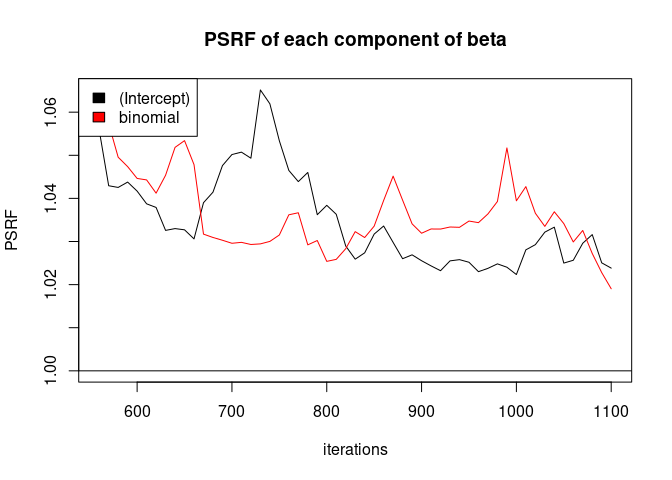 PSRF of each component of beta
(Intercept)
binomial
1.06
1.04
1.02
1.00
PSRF
600 700 800 900 1000 1100
iterations